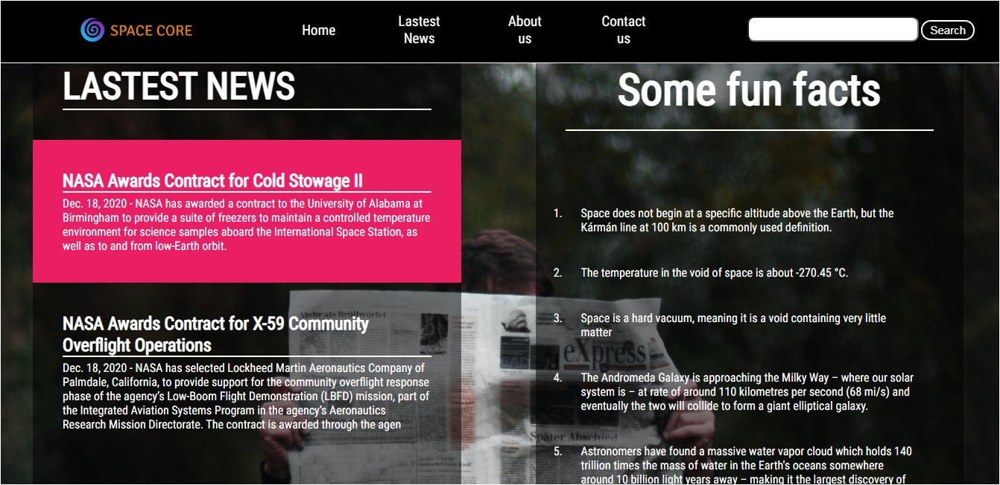 SPACE CORE
Home
Lastest
News
About
us
Contact
us
Search
LASTEST NEWS
NASA Awards Contract for Cold Stowage II
Dec. 18, 2020 - NASA has awarded a contract to the University of Alabama at
Birmingham to provide a suite of freezers to maintain a controlled temperature
environment for science samples aboard the International Space Station, as
well as to and from low-Earth orbit.
NASA Awards Contract for X-59 Community
Overflight Operations
Dec. 18, 2020 - NASA has selected Lockheed Martin Aeronautics Company of
Palmdale, California, to provide support for the community overflight response
phase of the agency’s Low-Boom Flight Demonstration (LBFD) mission, part of
the Integrated Aviation Systems Program in the agency’s Aeronautics
Research Mission Directorate. The contract is awarded through the agen
Some fun facts
1. Space does not begin at a specific altitude above the Earth, but the
Kármán line at 100 km is a commonly used definition.
2. The temperature in the void of space is about -270.45 °C.
3. Space is a hard vacuum, meaning it is a void containing very little
matter
4. The Andromeda Galaxy is approaching the Milky Way – where our solar
system is – at rate of around 110 kilometres per second (68 mi/s) and
eventually the two will collide to form a giant elliptical galaxy.
5. Astronomers have found a massive water vapor cloud which holds 140
trillion times the mass of water in the Earth’s oceans somewhere
around 10 billion light years away – making it the largest discovery of
Mehr als Brüllwürfel
eXpress
Später Abschied